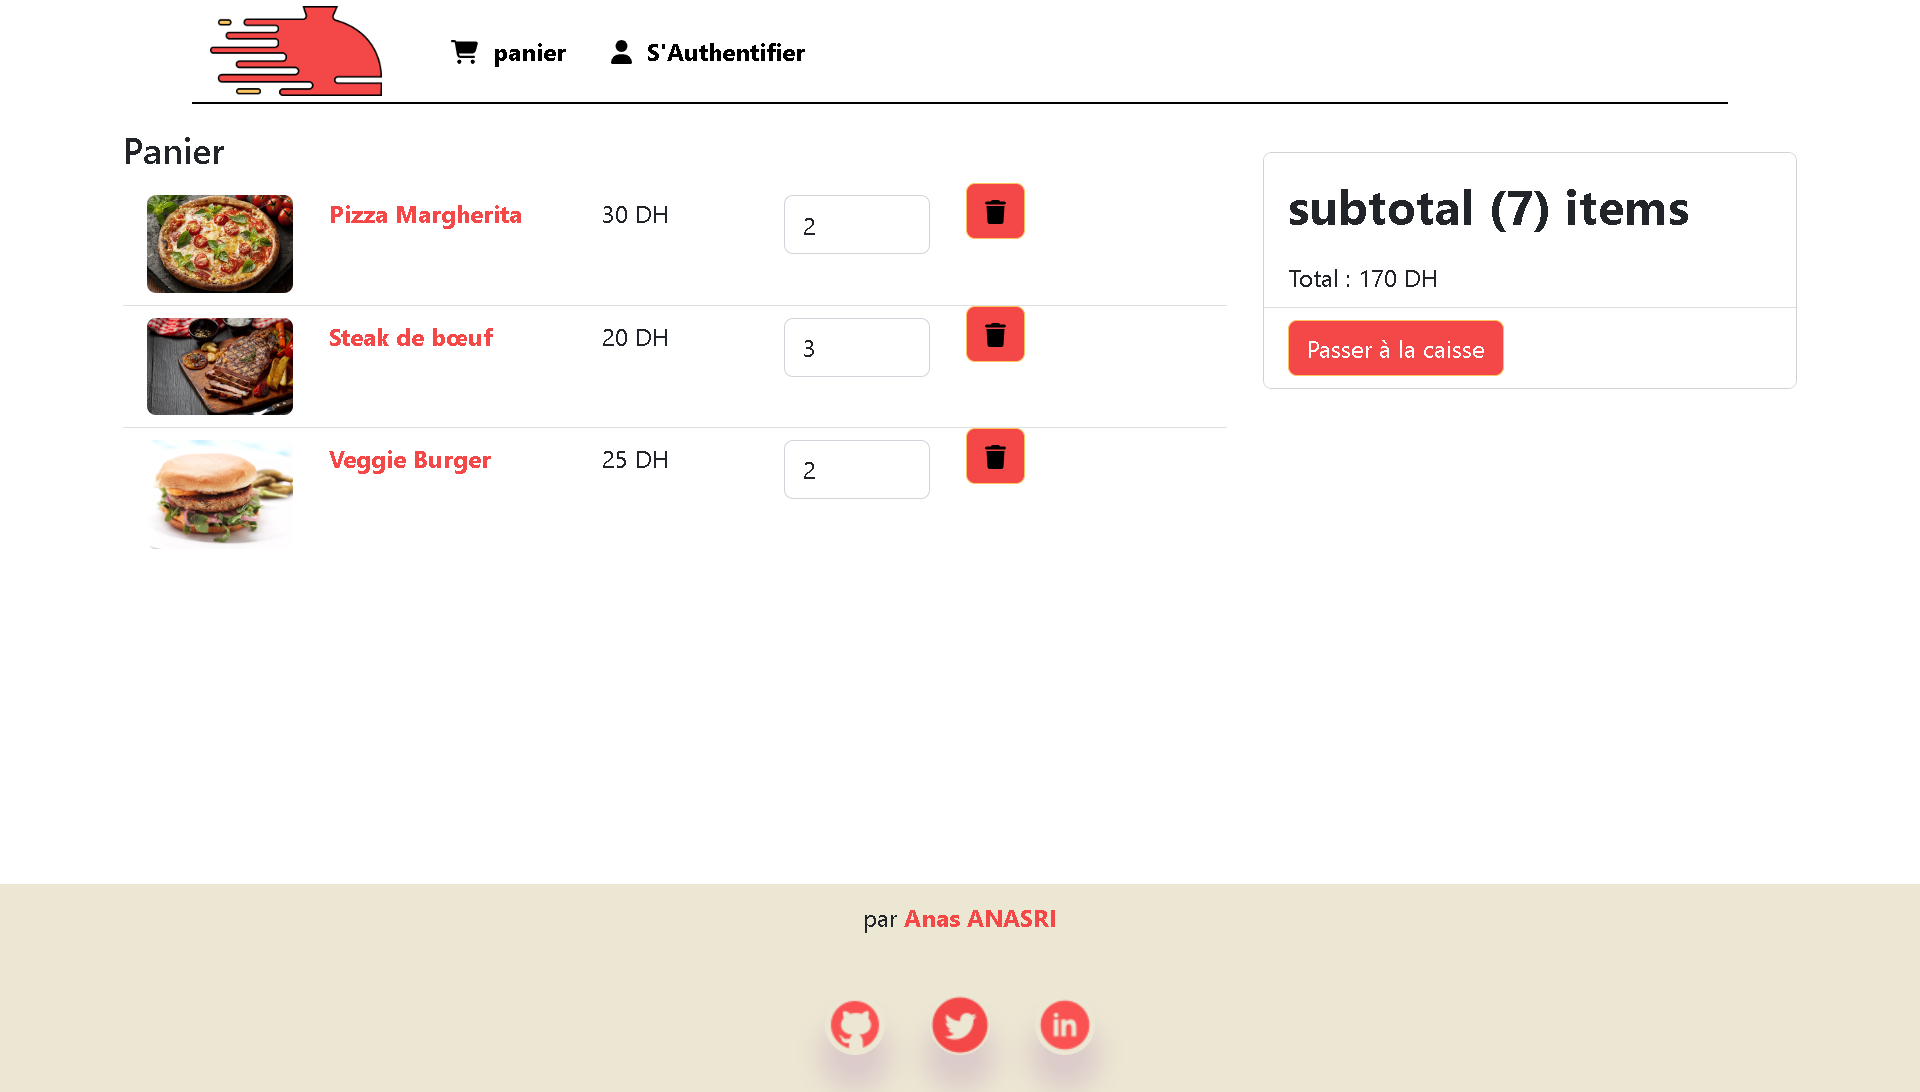 panier
S'Authentifier
Panier
Pizza Margherita 30 DH 2
Steak de bœuf 20 DH 3
Veggie Burger 25 DH 2
subtotal (7) items
Total : 170 DH
Passer à la caisse
par Anas ANASRI
in